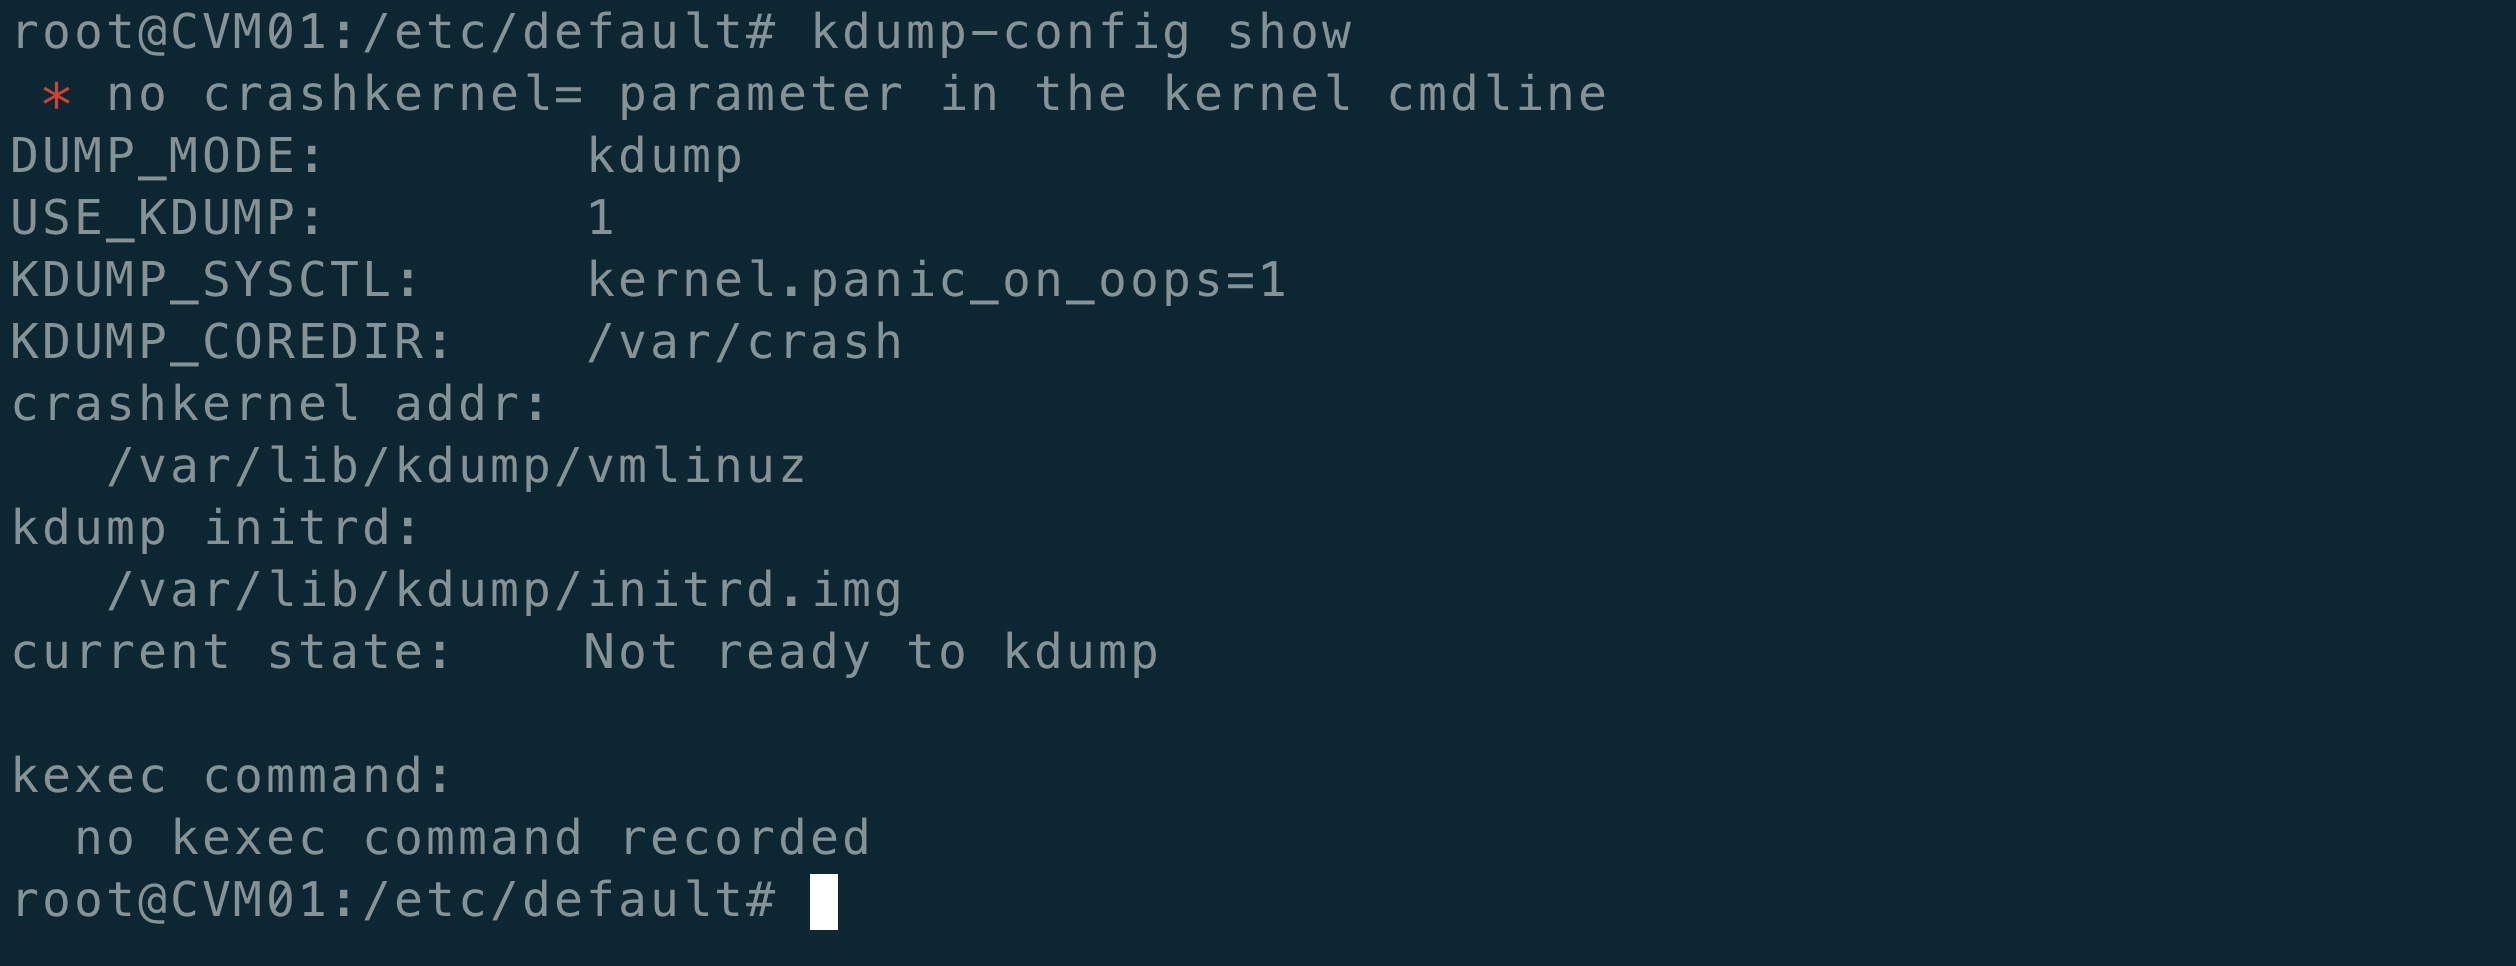 root@CVM01:/etc/default# kdump-config show
 * no crashkernel= parameter in the kernel cmdline
DUMP_MODE:        kdump
USE_KDUMP:        1
KDUMP_SYSCTL:     kernel.panic_on_oops=1
KDUMP_COREDIR:    /var/crash
crashkernel addr:
   /var/lib/kdump/vmlinuz
kdump initrd:
   /var/lib/kdump/initrd.img
current state:    Not ready to kdump

kexec command:
  no kexec command recorded
root@CVM01:/etc/default#